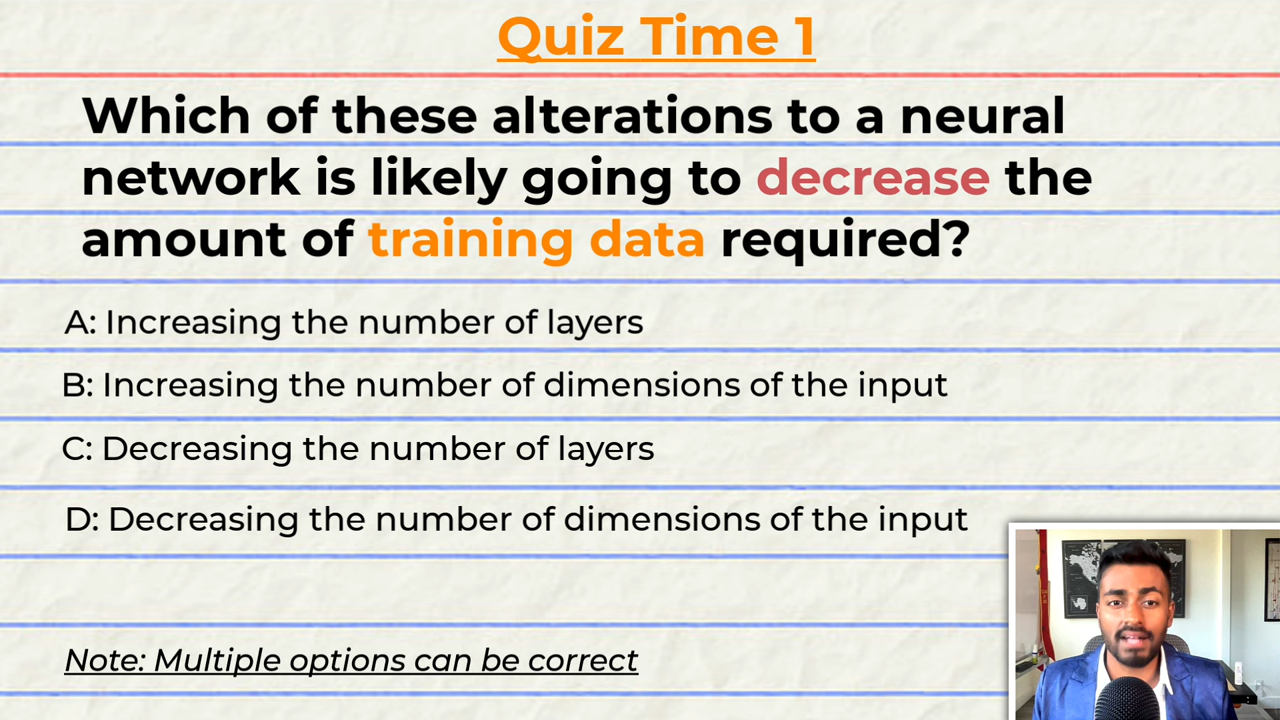 Quiz Time 1
Which of these alterations to a neural
network is likely going to decrease the
amount of training data required?
A: Increasing the number of layers
B: Increasing the number of dimensions of the input
C: Decreasing the number of layers
D: Decreasing the number of dimensions of the input
Note: Multiple options can be correct